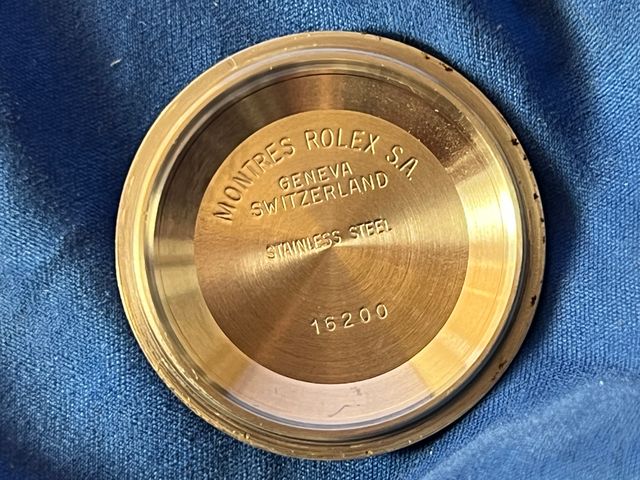 MONTRES ROLEX S.A.
GENEVA
SWITZERLAND
STAINLESS STEEL
16200